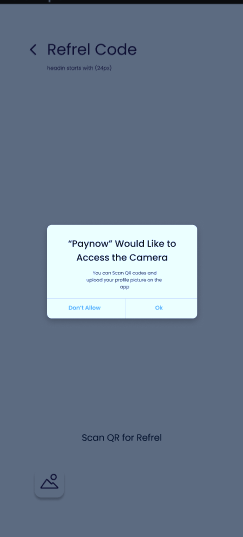 Refrel Code
headin starts with (24px)
“Paynow” Would Like to
Access the Camera
You can Scan QR codes and
upload your profile picture on the
app
Don't Allow
Ok
Scan QR for Refrel